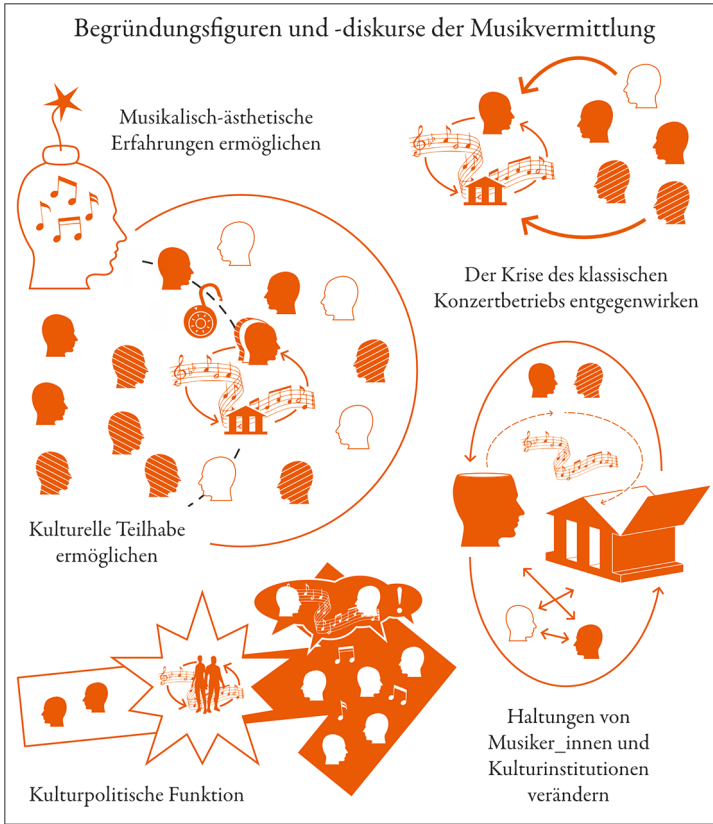 Begründungsfiguren und -diskurse der Musikvermittlung
Musikalisch-ästhetische
Erfahrungen ermöglichen
Der Krise des klassischen
Konzertbetriebs entgegenwirken
Kulturelle Teilhabe
ermöglichen
!
Haltungen von
Musiker_innen und
Kulturinstitutionen
verändern
Kulturpolitische Funktion